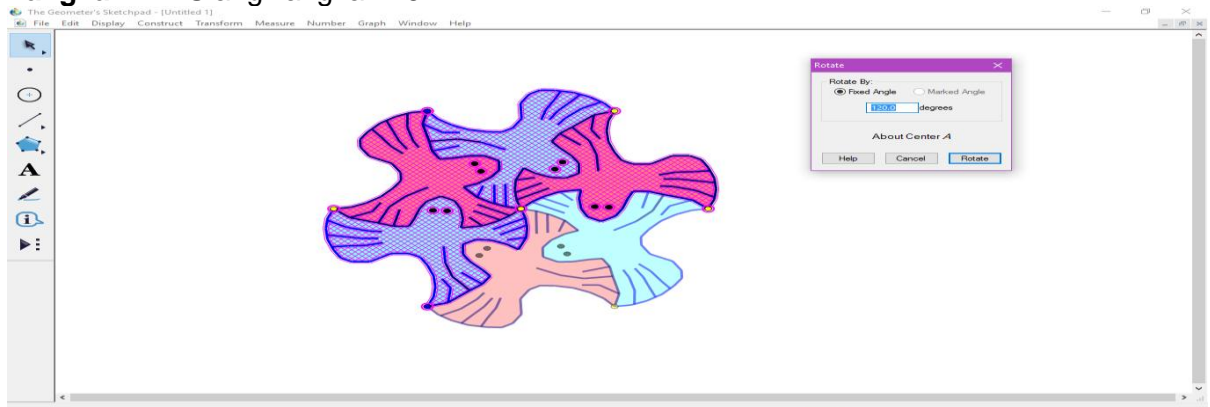 The Geometer's Sketchpad - [Untitled 1]
File Edit Display Construct Transform Measure Number Graph Window Help
Rotate
Rotate By:
Fixed Angle Marked Angle
120.0 degrees
About Center A
Help Cancel Rotate
A